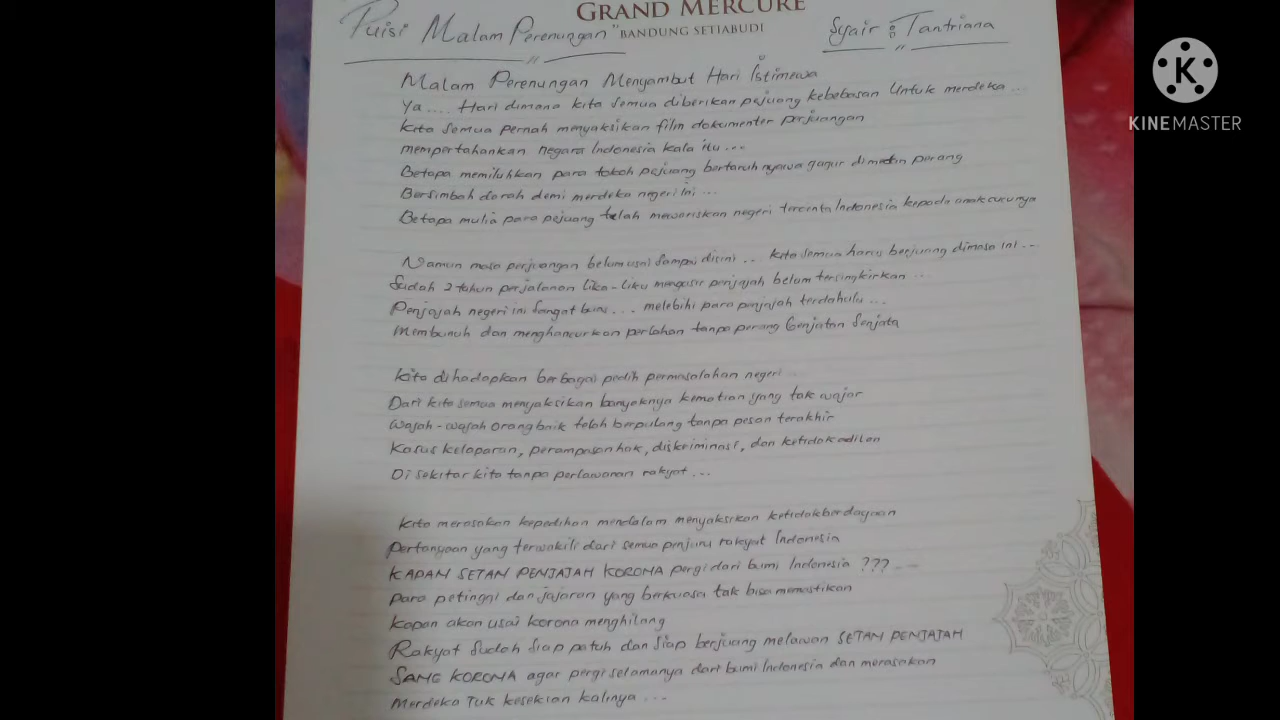 GRAND MERCURE
Puisi Malam Perenungan "BANDUNG SETIABUDI
Syair : Tantriana
KINEMASTER
Malam Perenungan Menyambut Hari Istimewa
Ya .... Hari dimana kita semua diberikan pejuang kebebasan Untuk merdeka ...
Kita semua pernah menyaksikan film dokumenter perjuangan
mempertahankan negara Indonesia kala itu ...
Betapa memiluhkan para tokoh pejuang bertaruh nyawa gugur dimedan perang
Bersimbah darah demi merdeka negeri ini ...
Betapa mulia para pejuang telah mewariskan negeri tercinta Indonesia kepada anak cucunya
Namun masa perjuangan belum usai sampai disini ... kita semua harus berjuang dimasa ini ...
Sudah 2 tahun perjalanan lika-liku mengusir penjajah belum tersingkirkan ...
Penjajah negeri ini sangat buas ... melebihi para penjajah terdahulu ...
Membunuh dan menghancurkan perlahan tanpa perang Genjatan Senjata
Kita dihadapkan berbagai pedih permasalahan negeri
Dari kita semua menyaksikan banyaknya kematian yang tak wajar
Wajah-wajah orang baik telah berpulang tanpa pesan terakhir
Kasus kelaparan, perampasan hak, diskriminasi, dan ketidakadilan
Di sekitar kita tanpa perlawanan rakyat ...
Kita merasakan kepedihan mendalam menyaksikan ketidakberdayaan
Pertanyaan yang terwakili dari semua penjuru rakyat Indonesia
KAPAN SETAN PENJAJAH KORONA pergi dari bumi Indonesia ??? ...
Para petinggi dan jajaran yang berkuasa tak bisa memastikan
kapan akan usai korona menghilang
Rakyat sudah siap patuh dan siap berjuang melawan SETAN PENJAJAH
SANG KORONA agar pergi selamanya dari bumi Indonesia dan merasakan
Merdeka Tuk kesekian kalinya ...